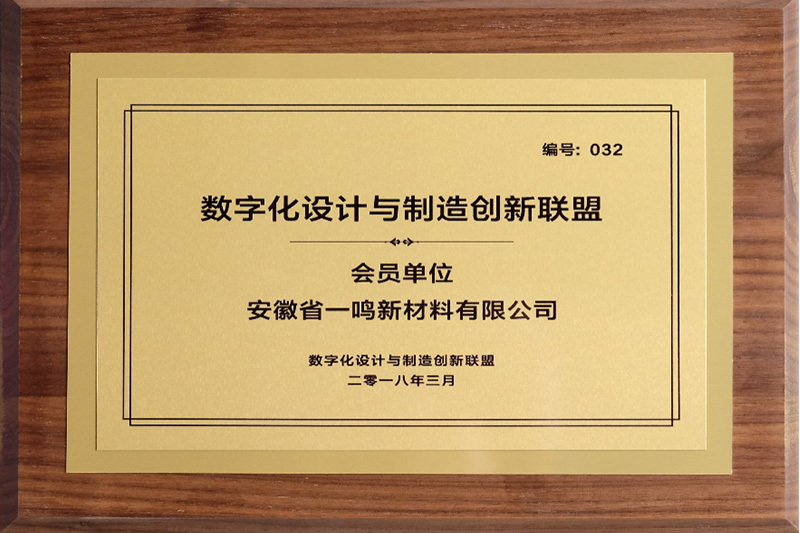 编号: 032
数字化设计与制造创新联盟
会员单位
安徽省一鸣新材料有限公司
数字化设计与制造创新联盟
二零一八年三月